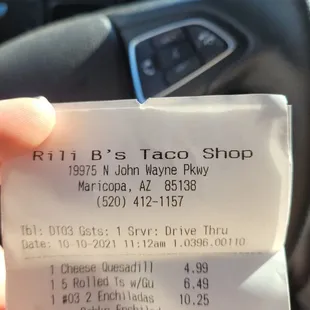 Rili B's Taco Shop
19975 N John Wayne Pkwy
Maricopa, AZ 85138
(520) 412-1157
Tbl: DT03 Gsts: 1 Srvr: Drive Thru
Date: 10-10-2021 11:12am 1.0396.00110
1 Cheese Quesadill 4.99
1 5 Rolled Ts w/Gu 6.49
1 #03 2 Enchiladas 10.25